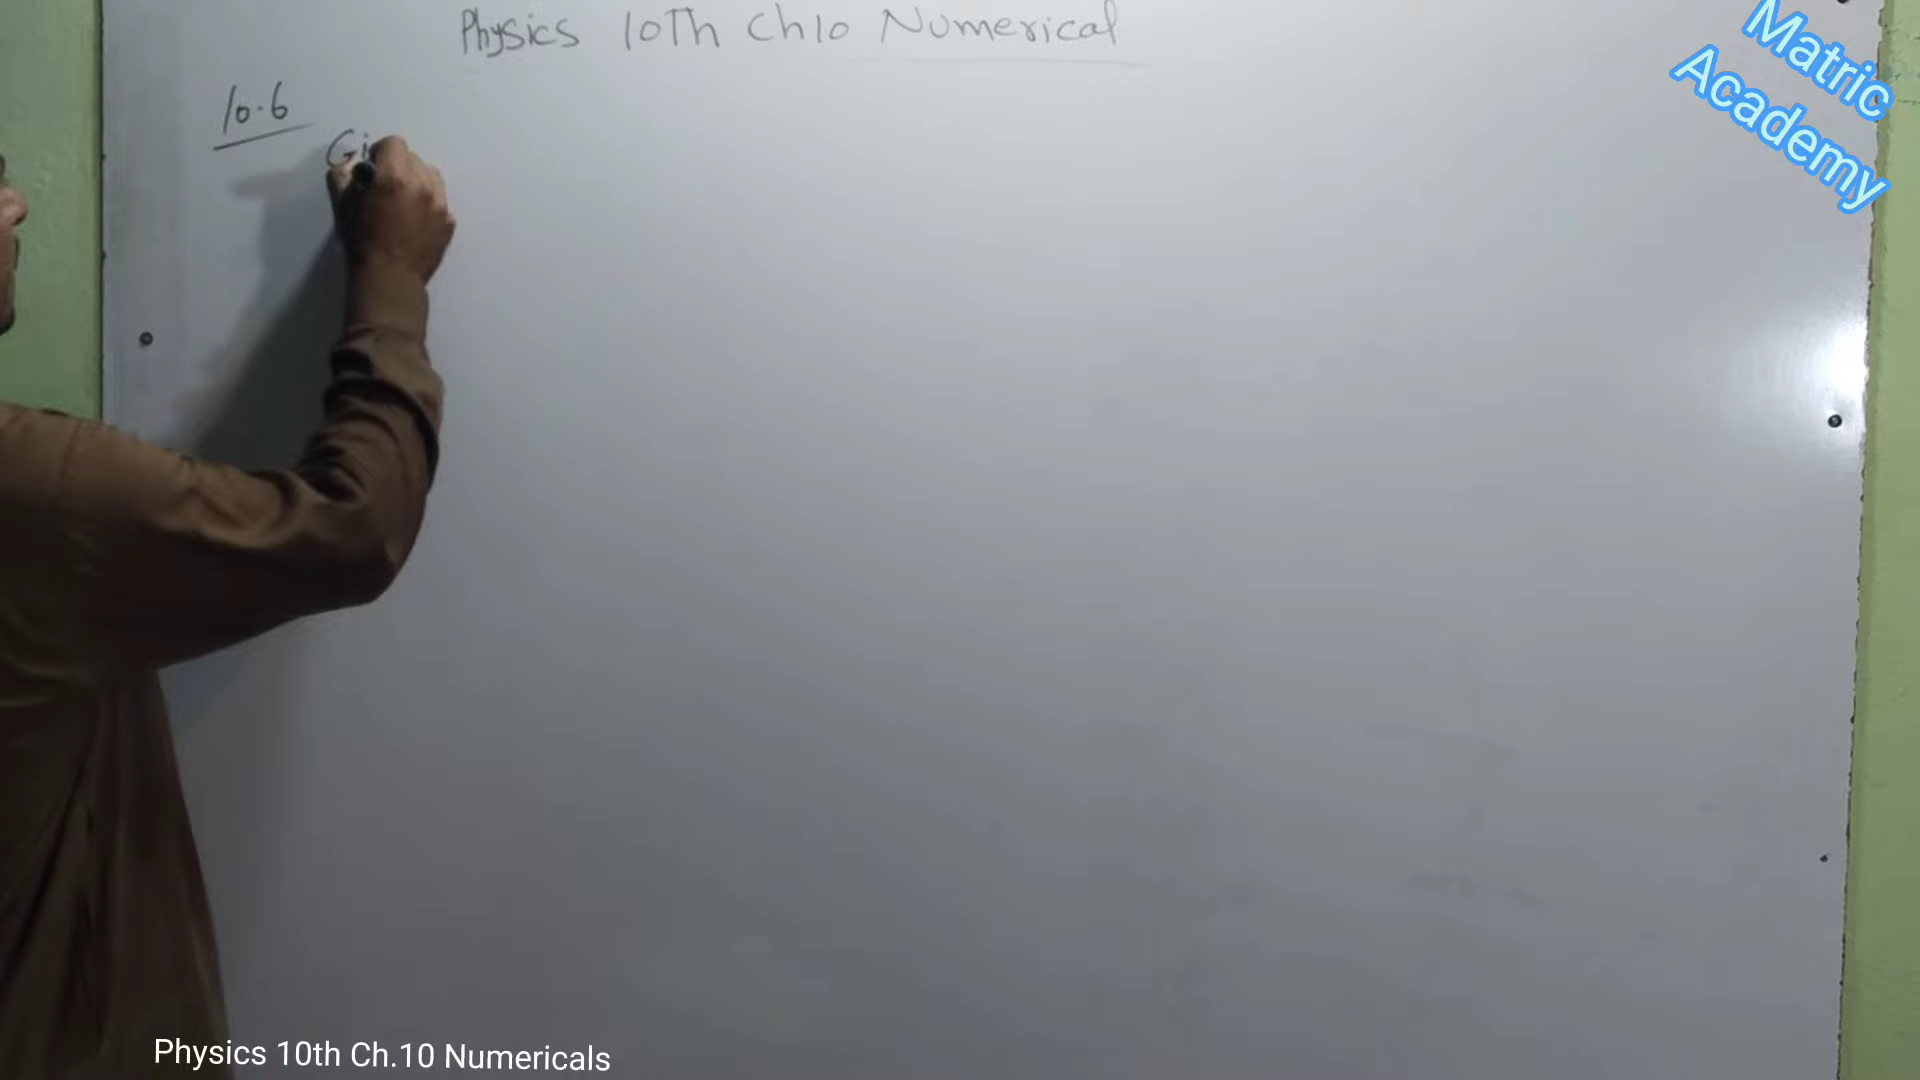 Physics 10Th Ch10 Numerical
Matric
Academy
10.6
Gi
Physics 10th Ch.10 Numericals